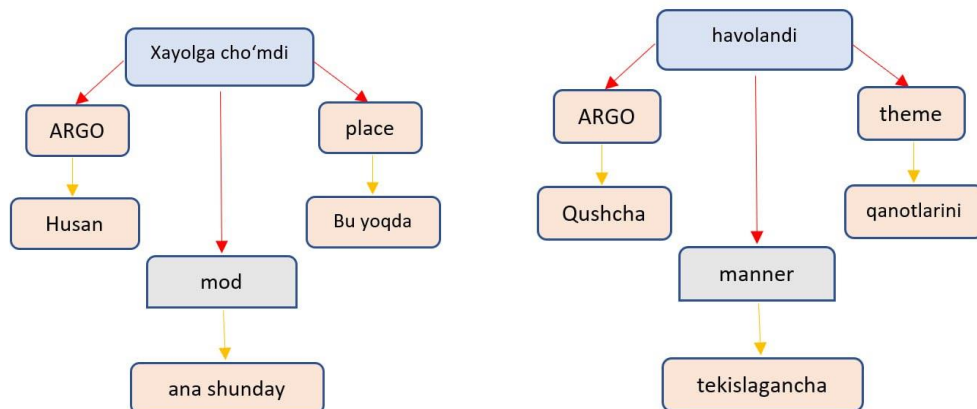 Xayolga cho‘mdi
ARGO
place
Husan
Bu yoqda
mod
ana shunday
havolandi
ARGO
theme
Qushcha
qanotlarini
manner
tekislagancha